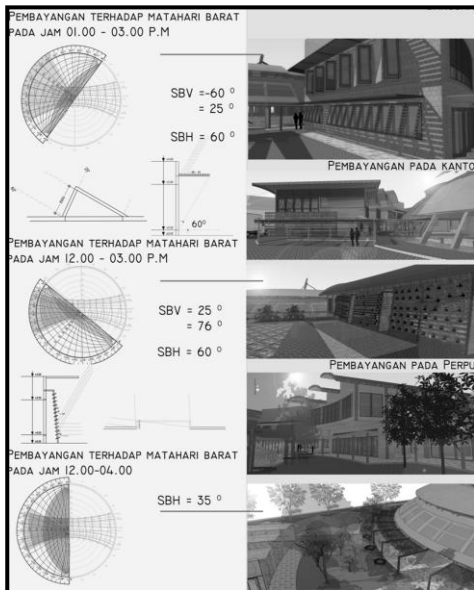 PEMBAYANGAN TERHADAP MATAHARI BARAT
PADA JAM 01.00 - 03.00 P.M
SBV =-60 °
= 25 °
SBH = 60 °
60°
PEMBAYANGAN PADA KANTO
PEMBAYANGAN TERHADAP MATAHARI BARAT
PADA JAM 12.00 - 03.00 P.M
SBV = 25 °
= 76 °
SBH = 60 °
PEMBAYANGAN PADA PERPU
PEMBAYANGAN TERHADAP MATAHARI BARAT
PADA JAM 12.00-04.00
SBH = 35 °